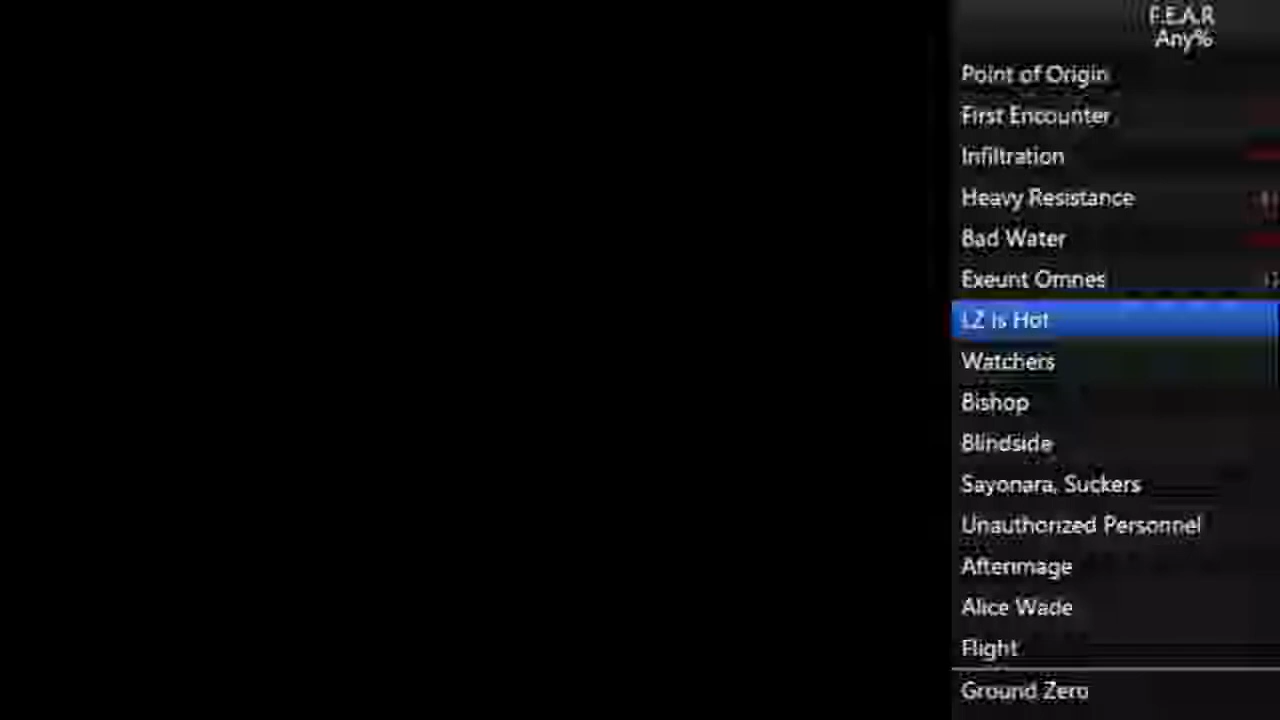 F.E.A.R
Any%
Point of Origin
First Encounter
Infiltration
Heavy Resistance
Bad Water
Exeunt Omnes
LZ is Hot
Watchers
Bishop
Blindside
Sayonara, Suckers
Unauthorized Personnel
Afterimage
Alice Wade
Flight
Ground Zero